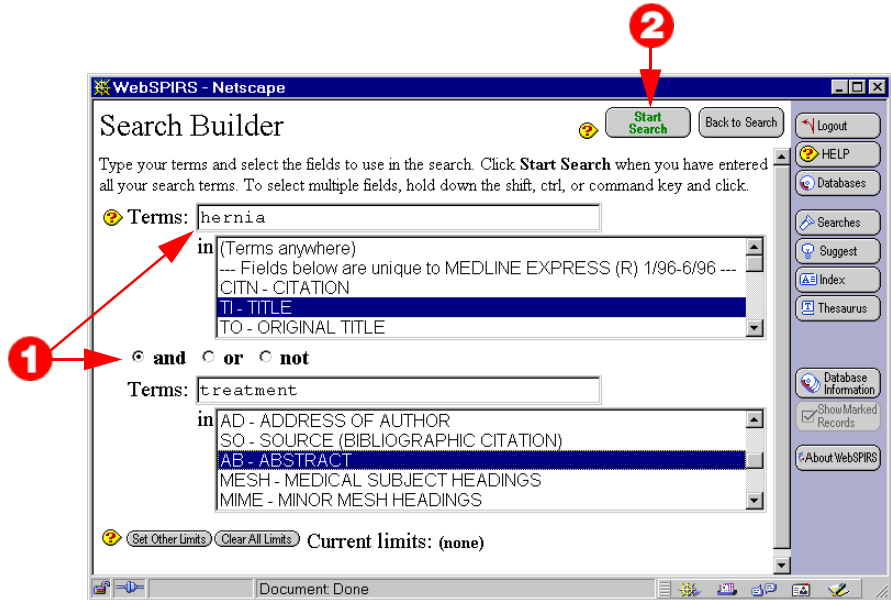 2
WebSPIRS - Netscape
Search Builder
Start Search
Back to Search
Type your terms and select the fields to use in the search. Click Start Search when you have entered
all your search terms. To select multiple fields, hold down the shift, ctrl, or command key and click.
Terms: hernia
in (Terms anywhere)
--- Fields below are unique to MEDLINE EXPRESS (R) 1/96-6/96 ---
CITN - CITATION
TI - TITLE
TO - ORIGINAL TITLE
1
and or not
Terms: treatment
in AD - ADDRESS OF AUTHOR
SO - SOURCE (BIBLIOGRAPHIC CITATION)
AB - ABSTRACT
MESH - MEDICAL SUBJECT HEADINGS
MIME - MINOR MESH HEADINGS
Set Other Limits Clear All Limits Current limits: (none)
Logout
HELP
Databases
Searches
Suggest
Index
Thesaurus
Database
Information
Show Marked
Records
About WebSPIRS
Document: Done